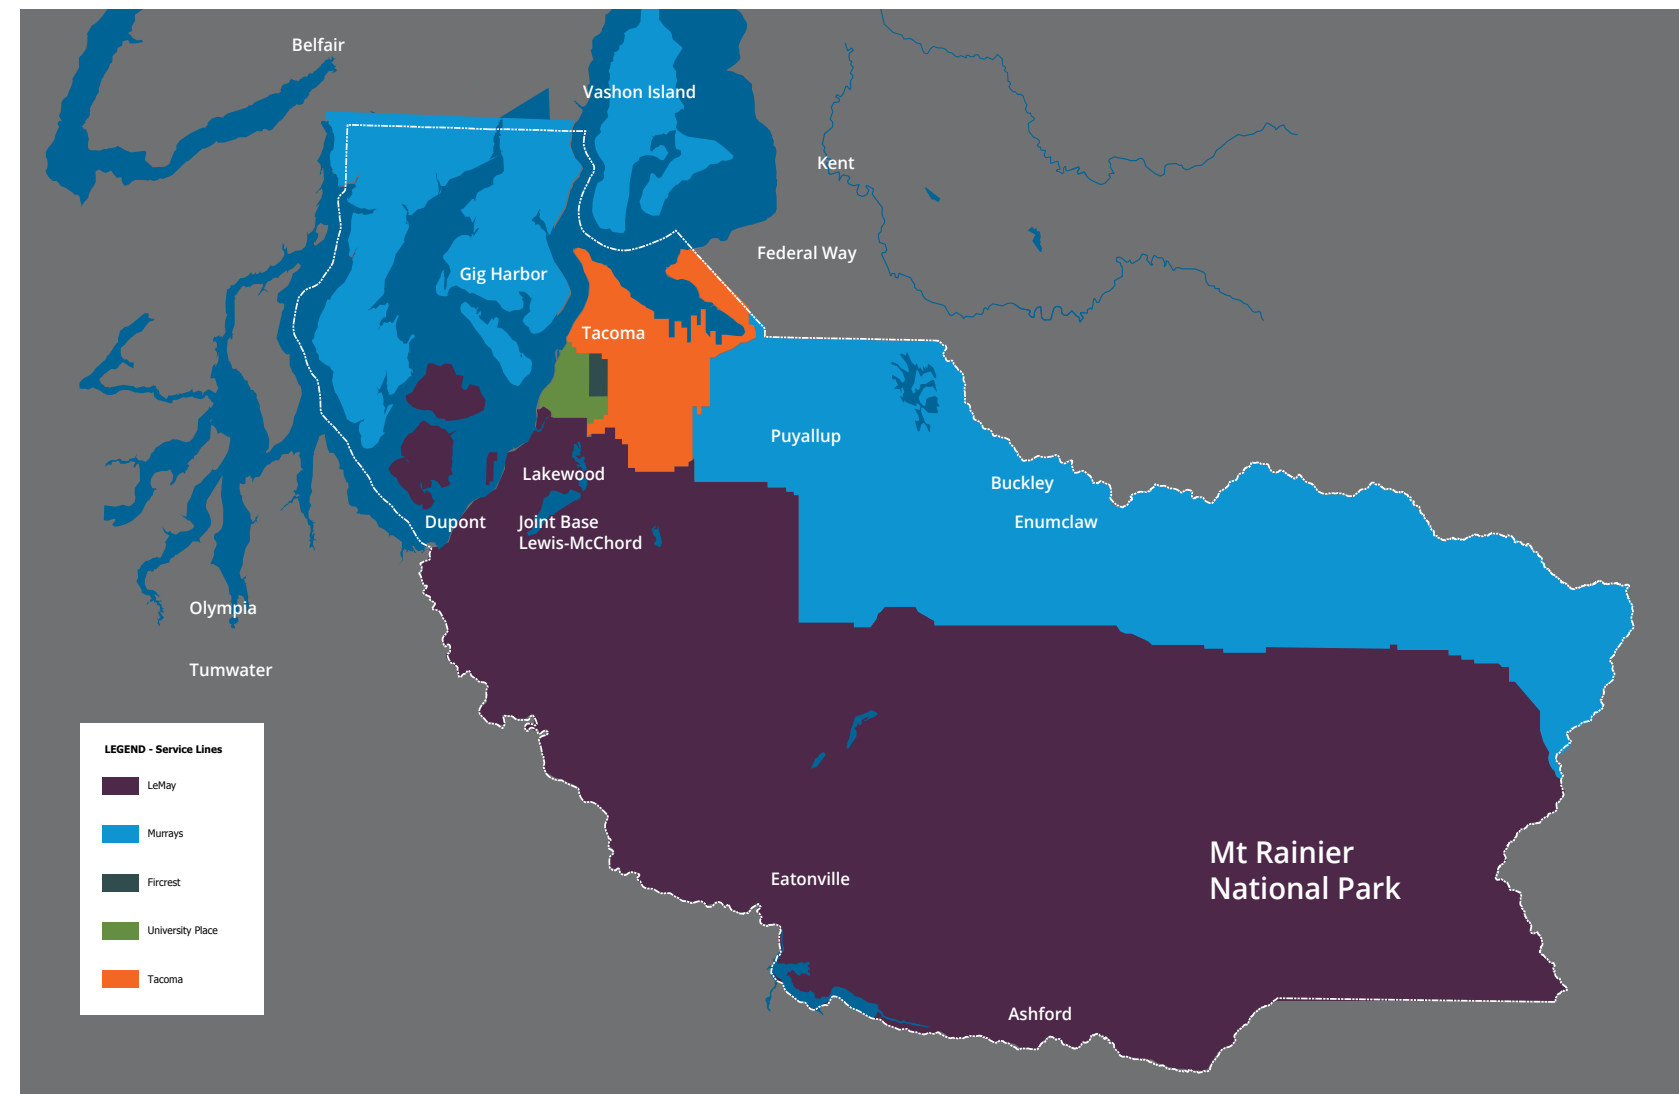 Belfair
Vashon Island
Kent
Federal Way
Gig Harbor
Tacoma
Puyallup
Lakewood
Buckley
Dupont
Joint Base
Lewis-McChord
Enumclaw
Olympia
Tumwater
LEGEND - Service Lines
LeMay
Murrays
Fircrest
University Place
Tacoma
Mt Rainier
National Park
Eatonville
Ashford